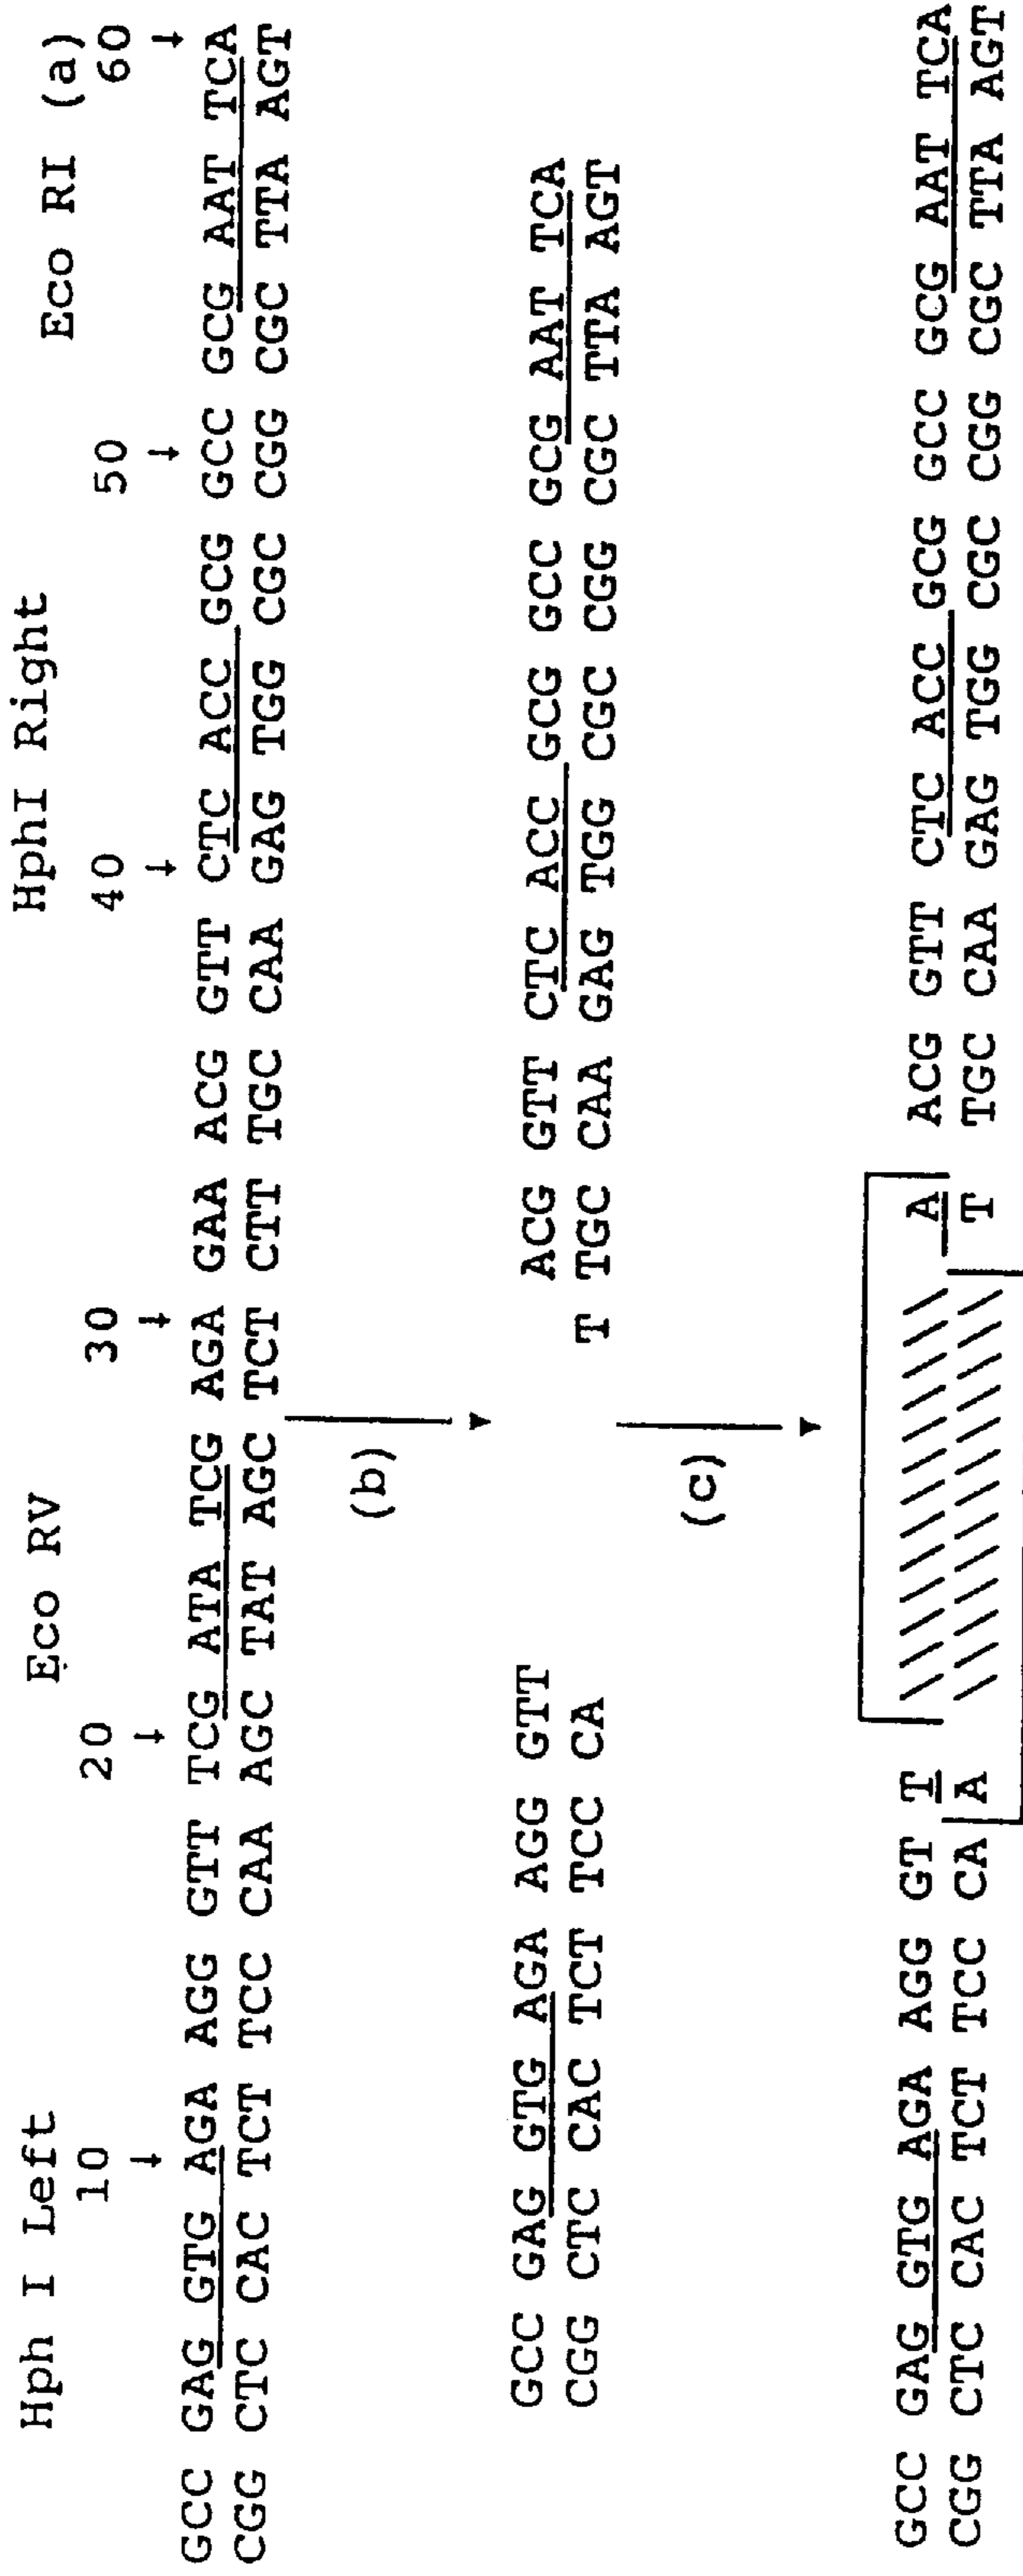 Hph I Left Eco RV HphI Right Eco RI (a)
10 20 30 40 50 60
GCC GAG GTG AGA AGG GTT TCG ATA TCG AGA GAA ACG GTT CTC ACC GCG GCC GCG AAT TCA
CGG CTC CAC TCT TCC CAA AGC TAT AGC TCT CTT TGC CAA GAG TGG CGC CGG CGC TTA AGT
(b)
GCC GAG GTG AGA AGG GTT ACG GTT CTC ACC GCG GCC GCG AAT TCA
CGG CTC CAC TCT TCC CA T TGC CAA GAG TGG CGC CGG CGC TTA AGT
(c)
GCC GAG GTG AGA AGG GT T A ACG GTT CTC ACC GCG GCC GCG AAT TCA
CGG CTC CAC TCT TCC CA A T TGC CAA GAG TGG CGC CGG CGC TTA AGT